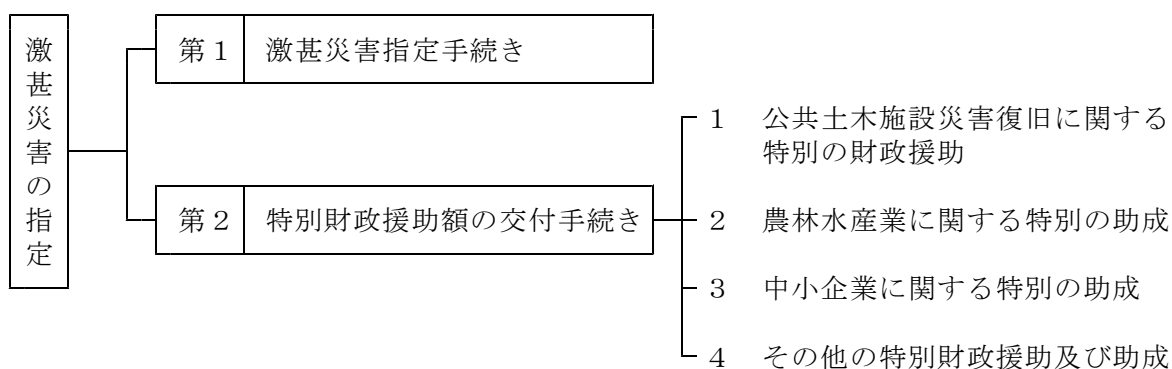 激甚災害の指定
第１　激甚災害指定手続き
第２　特別財政援助額の交付手続き
１　公共土木施設災害復旧に関する
特別の財政援助
２　農林水産業に関する特別の助成
３　中小企業に関する特別の助成
４　その他の特別財政援助及び助成